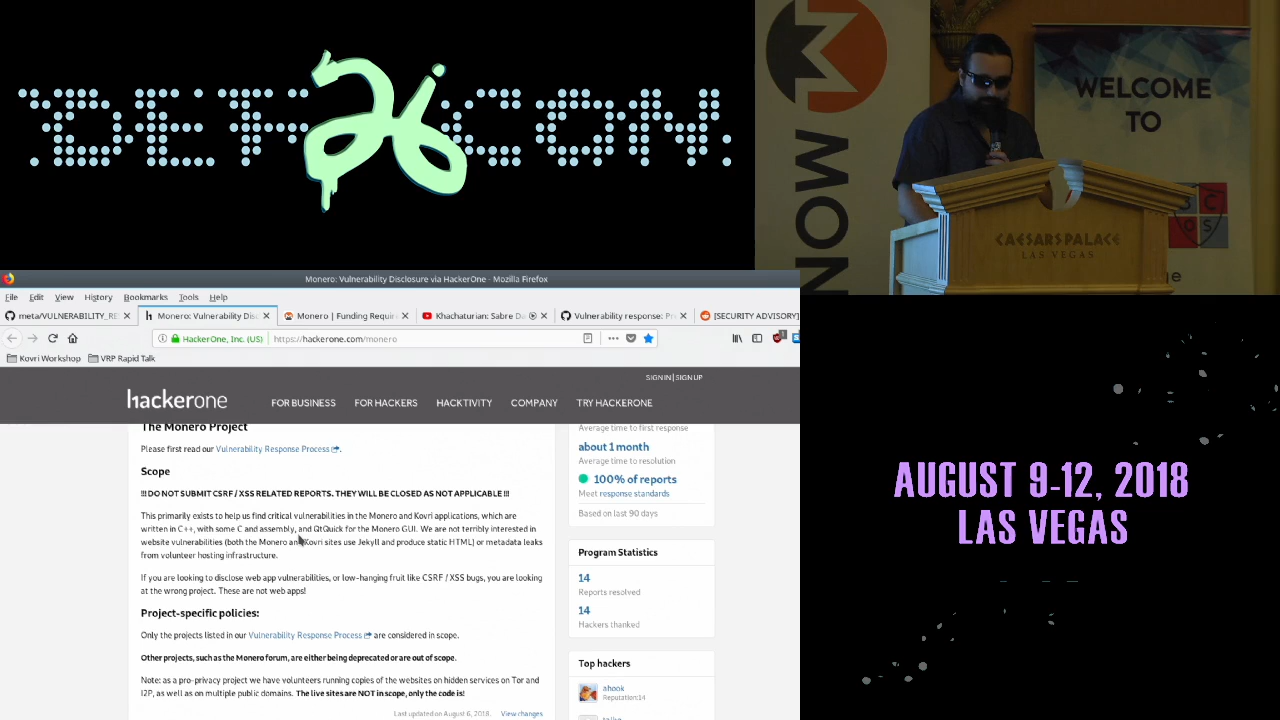 DEF 26 CON
MONERO
WELCOME
TO
CAESARS PALACE
LAS VEGAS
Monero: Vulnerability Disclosure via HackerOne - Mozilla Firefox
File Edit View History Bookmarks Tools Help
meta/VULNERABILITY_RE
Monero: Vulnerability Disc
Monero | Funding Require
Khachaturian: Sabre Da
Vulnerability response: Pr
[SECURITY ADVISORY]
HackerOne, Inc. (US) https://hackerone.com/monero
Kovri Workshop VRP Rapid Talk
SIGN IN | SIGN UP
hackerone FOR BUSINESS FOR HACKERS HACKTIVITY COMPANY TRY HACKERONE
The Monero Project
Please first read our Vulnerability Response Process.
Scope
!!! DO NOT SUBMIT CSRF / XSS RELATED REPORTS. THEY WILL BE CLOSED AS NOT APPLICABLE !!!
This primarily exists to help us find critical vulnerabilities in the Monero and Kovri applications, which are
written in C++, with some C and assembly, and QtQuick for the Monero GUI. We are not terribly interested in
website vulnerabilities (both the Monero and Kovri sites use Jekyll and produce static HTML) or metadata leaks
from volunteer hosting infrastructure.
If you are looking to disclose web app vulnerabilities, or low-hanging fruit like CSRF / XSS bugs, you are looking
at the wrong project. These are not web apps!
Project-specific policies:
Only the projects listed in our Vulnerability Response Process are considered in scope.
Other projects, such as the Monero forum, are either being deprecated or are out of scope.
Note: as a pro-privacy project we have volunteers running copies of the websites on hidden services on Tor and
I2P, as well as on multiple public domains. The live sites are NOT in scope, only the code is!
Last updated on August 6, 2018. View changes
Average time to first response
about 1 month
Average time to resolution
100% of reports
Meet response standards
Based on last 90 days
Program Statistics
14
Reports resolved
14
Hackers thanked
Top hackers
ahook
Reputation:14
AUGUST 9-12, 2018
LAS VEGAS